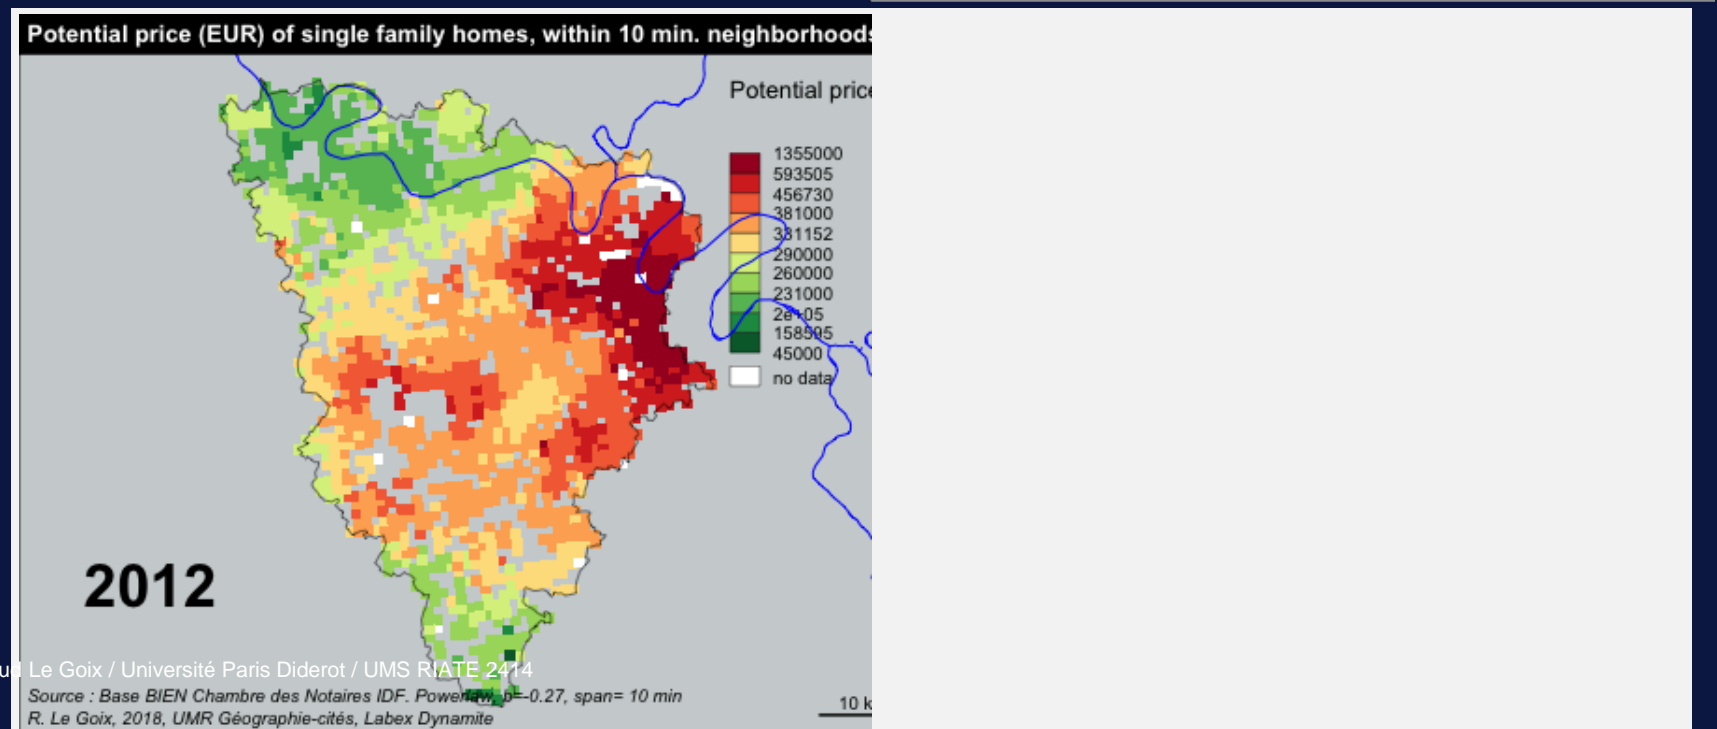 Potential price (EUR) of single family homes, within 10 min. neighborhoods
Potential price
1355000
593505
456730
381000
331152
290000
260000
231000
2e+05
158595
45000
no data
2012
ud Le Goix / Université Paris Diderot / UMS RIATE 2414
Source : Base BIEN Chambre des Notaires IDF. Powerlaw, b=-0.27, span= 10 min
R. Le Goix, 2018, UMR Géographie-cités, Labex Dynamite
10 k